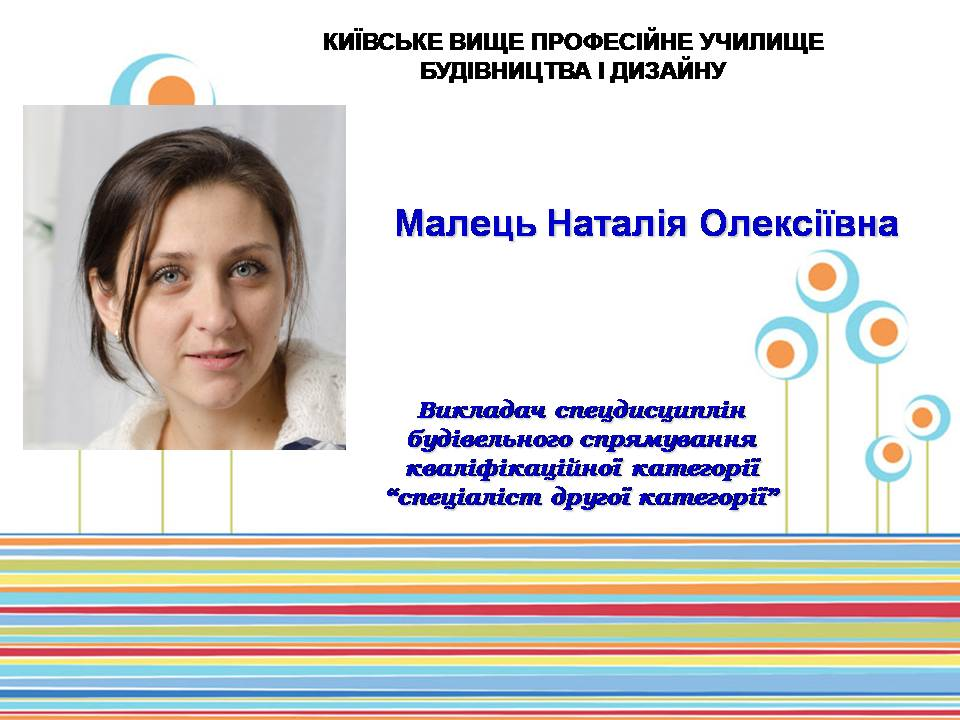 КИЇВСЬКЕ ВИЩЕ ПРОФЕСІЙНЕ УЧИЛИЩЕ
БУДІВНИЦТВА І ДИЗАЙНУ
Малець Наталія Олексіївна
Викладач спецдисциплін
будівельного спрямування
кваліфікаційної категорії
“спеціаліст другої категорії”